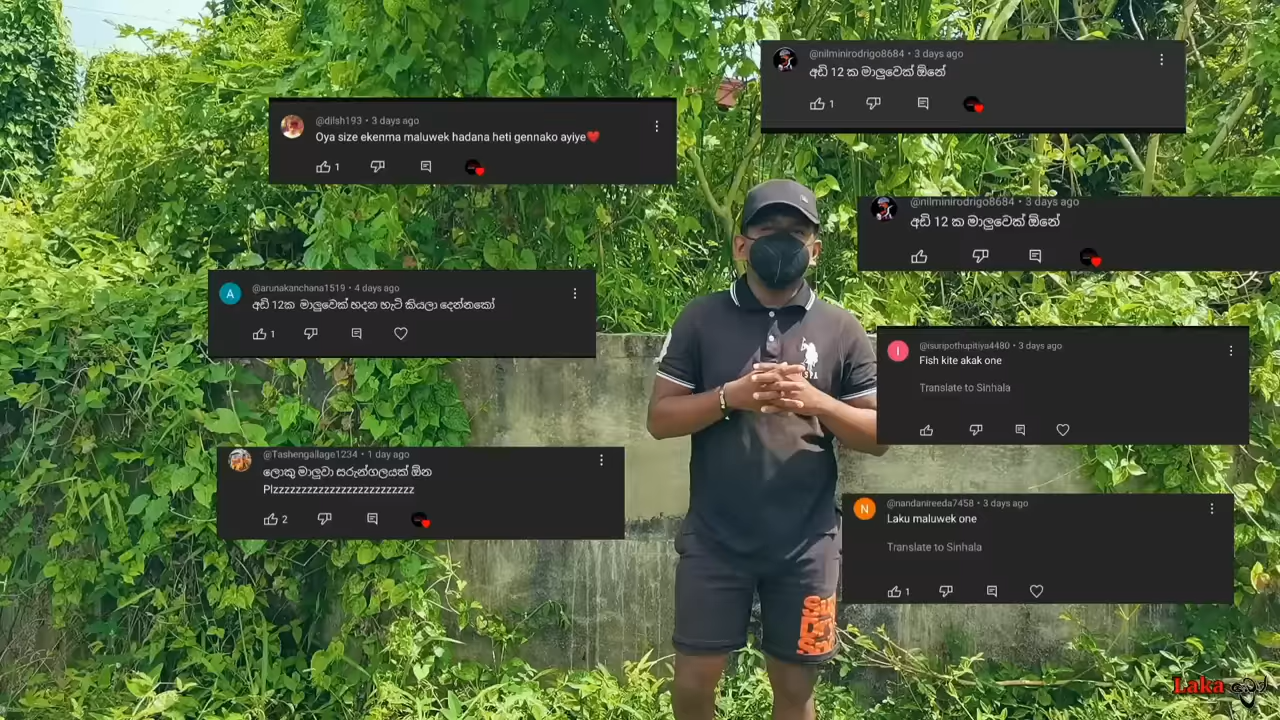 @dilsh193 • 3 days ago
Oya size ekenma maluwek hadana heti gennako ayiye❤
1
@nilminirodrigo8684 • 3 days ago
අඩි 12 ක මාලුවෙක් ඕනේ
1
@nilminirodrigo8684 • 3 days ago
අඩි 12 ක මාලුවෙක් ඕනේ
A
@arunakanchana1519 • 4 days ago
අඩි 12ක මාලුවෙක් හදන හැටි කියලා දෙන්නකෝ
1
I
@isuripothupitiya4480 • 3 days ago
Fish kite akak one
Translate to Sinhala
@Tashengallage1234 • 1 day ago
ලොකු මාලුවා සරුන්ගලයක් ඕන
Plzzzzzzzzzzzzzzzzzzzzzzzzz
2
N
@nandanireeda7458 • 3 days ago
Laku maluwek one
Translate to Sinhala
1
Laka